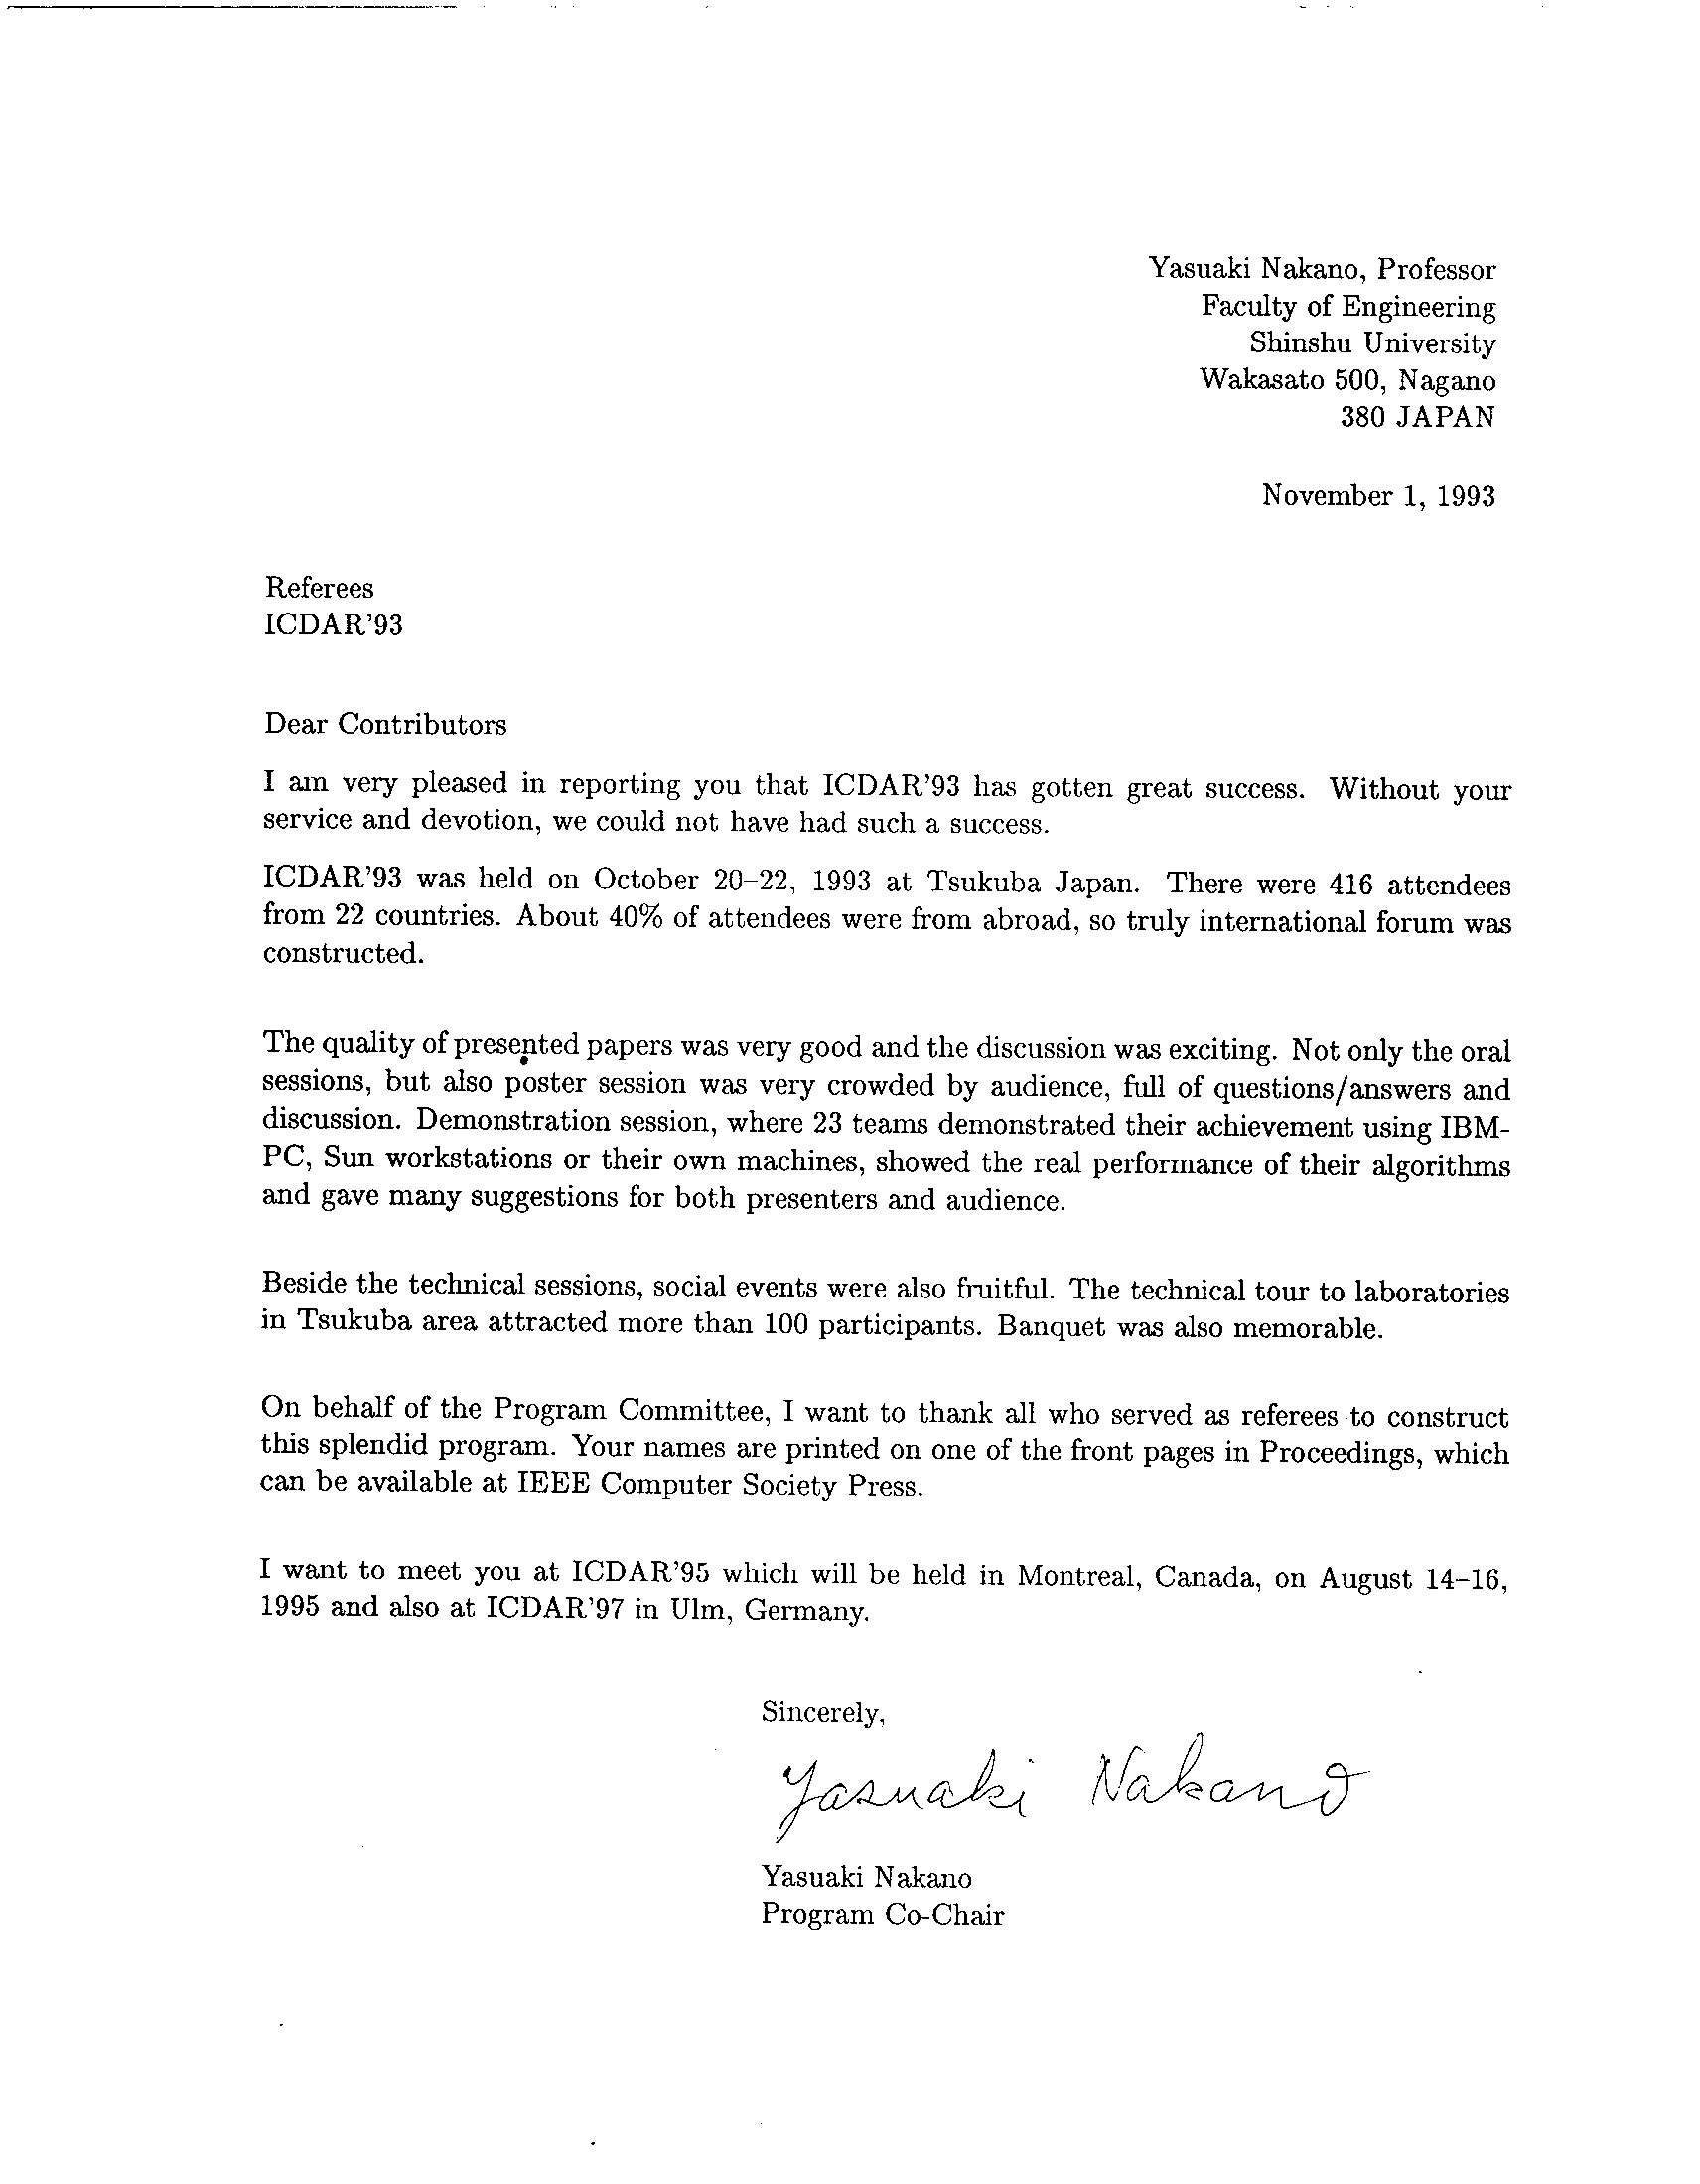 Yasuaki Nakano, Professor
Faculty of Engineering
Shinshu University
Wakasato 500, Nagano
380 JAPAN
November 1, 1993
Referees
ICDAR'93
Dear Contributors
I am very pleased in reporting you that ICDAR'93 has gotten great success. Without your
service and devotion, we could not have had such a success.
ICDAR'93 was held on October 20–22, 1993 at Tsukuba Japan. There were 416 attendees
from 22 countries. About 40% of attendees were from abroad, so truly international forum was
constructed.
The quality of presented papers was very good and the discussion was exciting. Not only the oral
sessions, but also poster session was very crowded by audience, full of questions/answers and
discussion. Demonstration session, where 23 teams demonstrated their achievement using IBM-
PC, Sun workstations or their own machines, showed the real performance of their algorithms
and gave many suggestions for both presenters and audience.
Beside the technical sessions, social events were also fruitful. The technical tour to laboratories
in Tsukuba area attracted more than 100 participants. Banquet was also memorable.
On behalf of the Program Committee, I want to thank all who served as referees to construct
this splendid program. Your names are printed on one of the front pages in Proceedings, which
can be available at IEEE Computer Society Press.
I want to meet you at ICDAR'95 which will be held in Montreal, Canada, on August 14–16,
1995 and also at ICDAR'97 in Ulm, Germany.
Sincerely,
Yasuaki Nakano
Yasuaki Nakano
Program Co-Chair